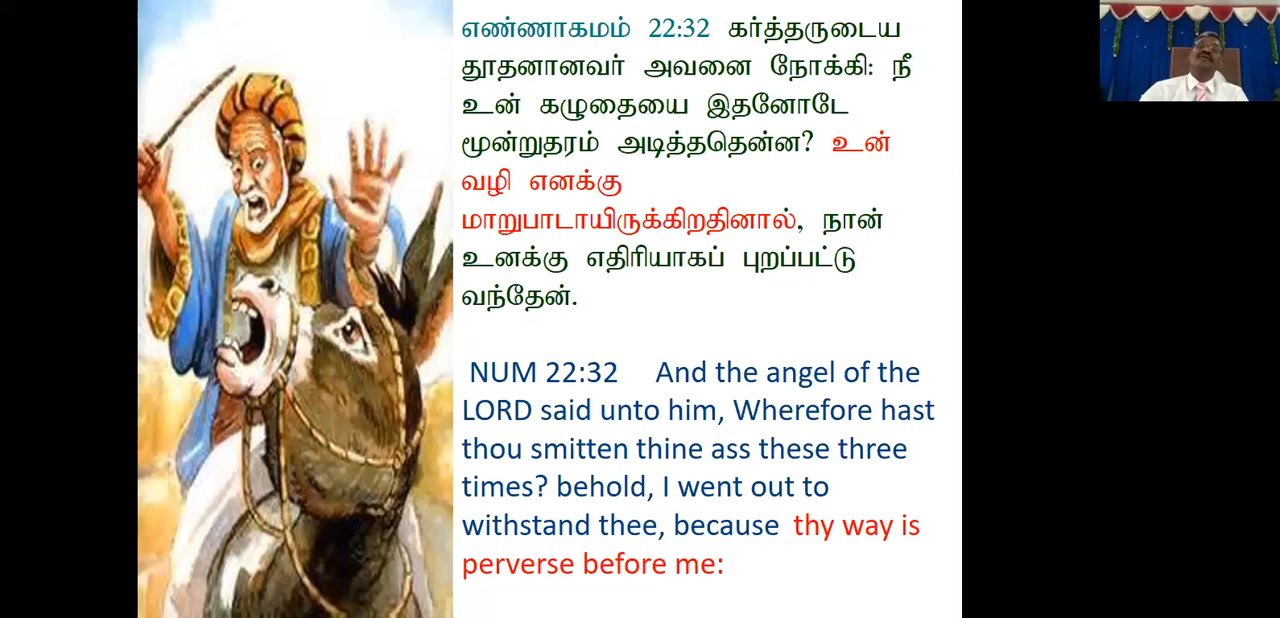 எண்ணாகமம் 22:32 கர்த்தருடைய
தூதனானவர் அவனை நோக்கி: நீ
உன் கழுதையை இதனோடே
மூன்றுதரம் அடித்ததென்ன? உன்
வழி எனக்கு
மாறுபாடாயிருக்கிறதினால், நான்
உனக்கு எதிரியாகப் புறப்பட்டு
வந்தேன்.
NUM 22:32 And the angel of the
LORD said unto him, Wherefore hast
thou smitten thine ass these three
times? behold, I went out to
withstand thee, because thy way is
perverse before me: